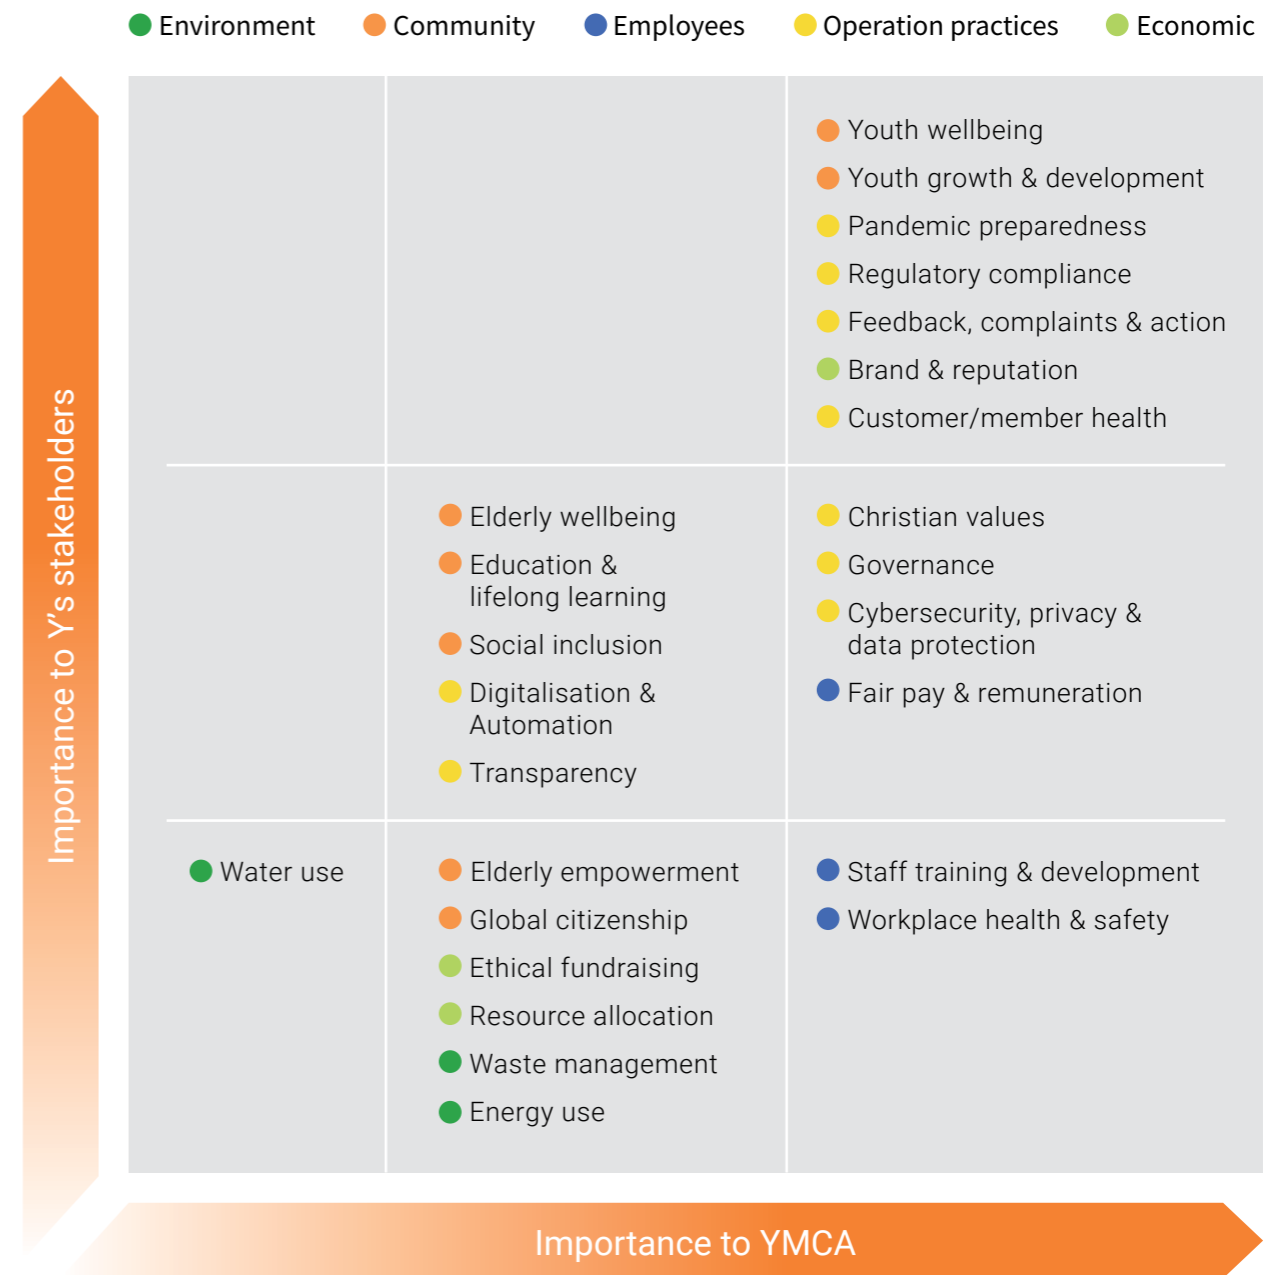 Environment
Community
Employees
Operation practices
Economic
Importance to Y's stakeholders
Youth wellbeing
Youth growth & development
Pandemic preparedness
Regulatory compliance
Feedback, complaints & action
Brand & reputation
Customer/member health
Elderly wellbeing
Education &
lifelong learning
Social inclusion
Digitalisation &
Automation
Transparency
Christian values
Governance
Cybersecurity, privacy &
data protection
Fair pay & remuneration
Water use
Elderly empowerment
Global citizenship
Ethical fundraising
Resource allocation
Waste management
Energy use
Staff training & development
Workplace health & safety
Importance to YMCA